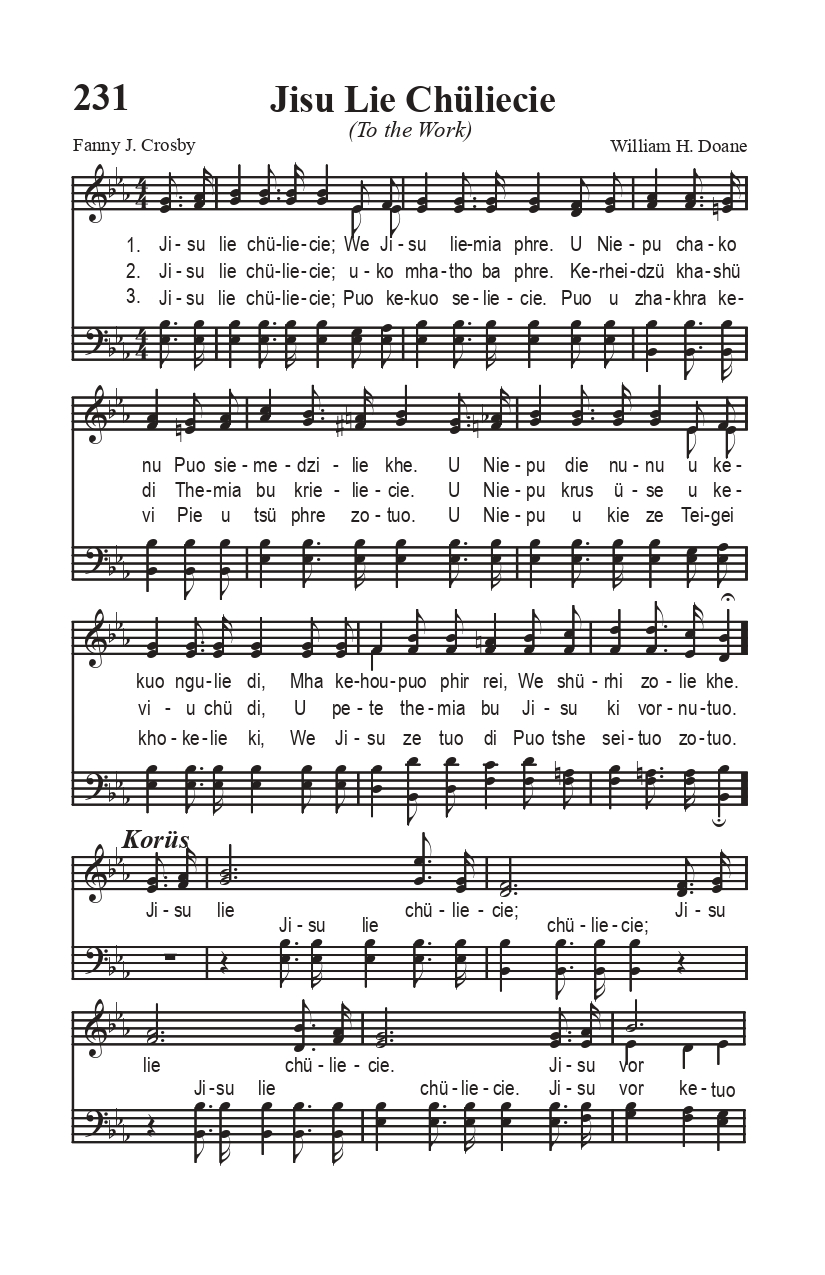 231
Jisu Lie Chüliecie
(To the Work)
Fanny J. Crosby
William H. Doane
1. Ji - su lie chü-lie-cie; We Ji - su lie-mia phre. U Nie - pu cha-ko
2. Ji - su lie chü-lie-cie; u - ko mha-tho ba phre. Ke-rhei-dzü kha-shü
3. Ji - su lie chü-lie-cie; Puo ke-kuo se-lie - cie. Puo u zha-khra ke-
nu Puo sie - me - dzi - lie khe. U Nie - pu die nu - nu u ke -
di The-mia bu krie - lie - cie. U Nie - pu krus ü - se u ke -
vi Pie u tsü phre zo - tuo. U Nie - pu u kie ze Tei-gei
kuo ngu-lie di, Mha ke-hou-puo phir rei, We shü - rhi zo - lie khe.
vi - u chü di, U pe - te the-mia bu Ji - su ki vor - nu-tuo.
kho-ke-lie ki, We Ji - su ze tuo di Puo tshe sei-tuo zo-tuo.
Korüs
Ji- su lie chü - lie - cie; Ji - su
Ji - su lie chü - lie - cie;
lie chü - lie - cie. Ji - su vor
Ji-su lie chü - lie - cie. Ji - su vor ke- tuo